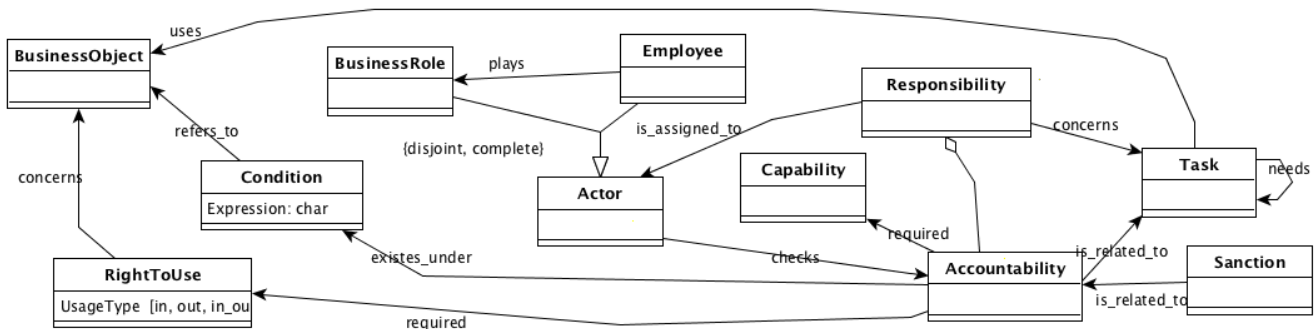 uses
BusinessObject
BusinessRole
plays
Employee
Responsibility
refers_to
{disjoint, complete}
is_assigned_to
concerns
concerns
Condition
Expression: char
Actor
Capability
Task
needs
required
existes_under
checks
Accountability
is_related_to
Sanction
is_related_to
RightToUse
UsageType [in, out, in_ou
required